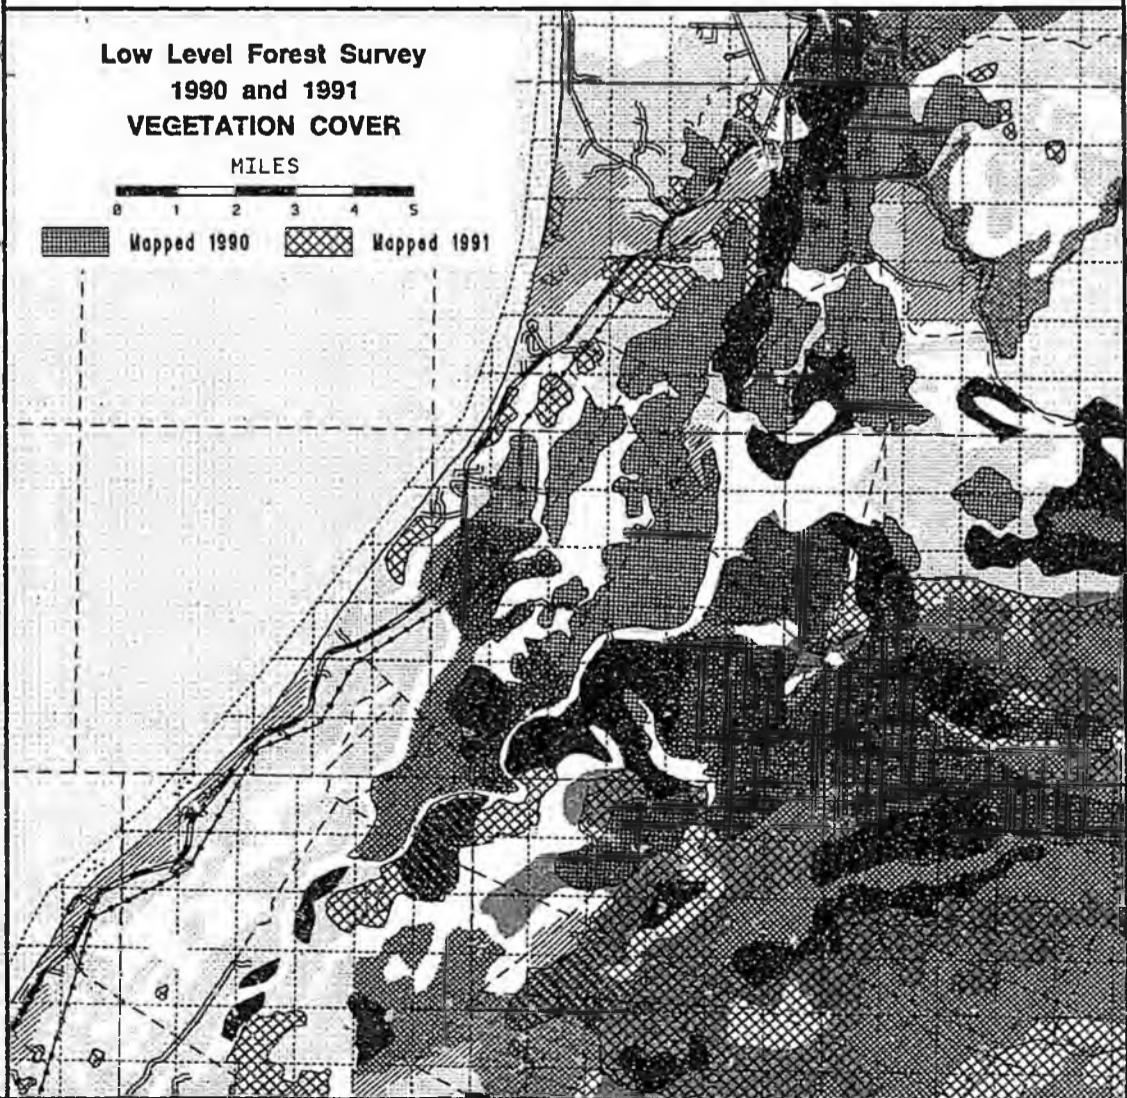 Low Level Forest Survey
1990 and 1991
VEGETATION COVER
MILES
0 1 2 3 4 5
Mapped 1990 Mapped 1991